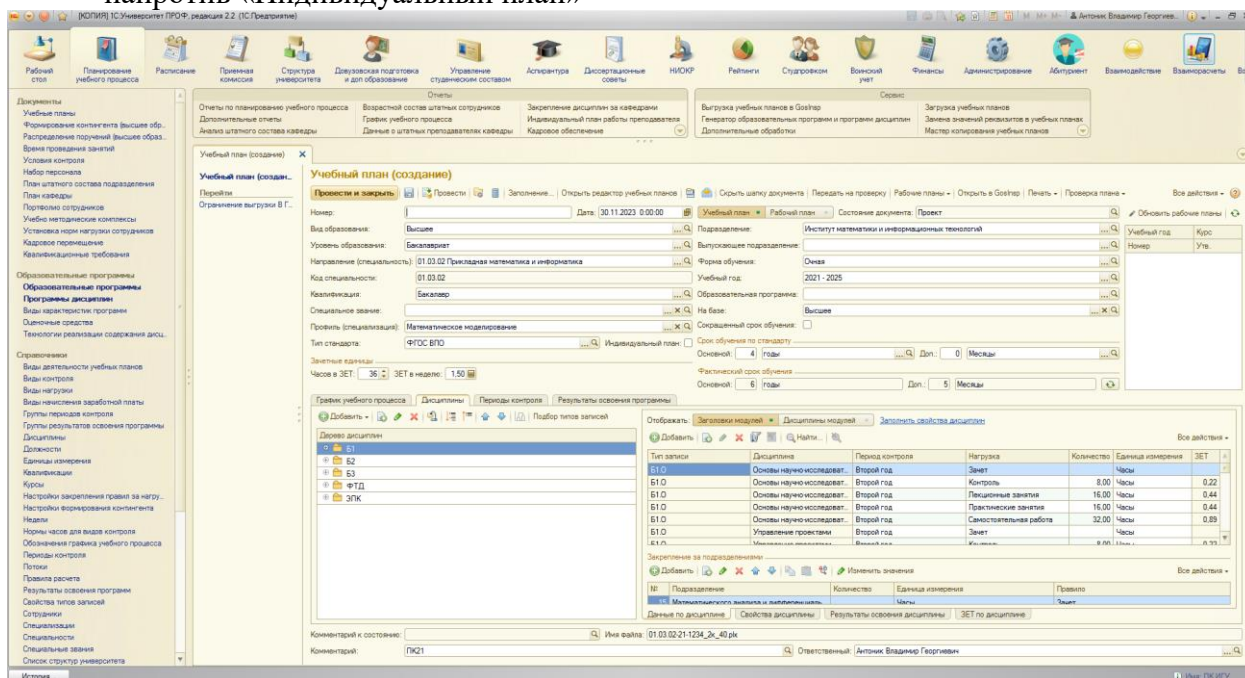 напротив «Индивидуальный план»
[КОПИЯ] 1С:Университет ПРОФ, редакция 2.2 (1С:Предприятие)
M M+ M-
Антоник Владимир Георгиев...
Рабочий стол
Планирование учебного процесса
Расписание
Приемная комиссия
Структура университета
Довузовская подготовка и доп образование
Управление студенческим составом
Аспирантура
Диссертационные советы
НИОКР
Рейтинги
Студпрофком
Воинский учет
Финансы
Администрирование
Абитуриент
Взаимодействие
Взаиморасчеты
Отчеты
Отчеты по планированию учебного процесса
Возрастной состав штатных сотрудников
Закрепление дисциплин за кафедрами
Дополнительные отчеты
График учебного процесса
Индивидуальный план работы преподавателя
Анализ штатного состава кафедры
Данные о штатных преподавателях кафедры
Кадровое обеспечение
Сервис
Выгрузка учебных планов в GosInsp
Загрузка учебных планов
Генератор образовательных программ и программ дисциплин
Замена значений реквизитов в учебных планах
Дополнительные обработки
Мастер копирования учебных планов
Документы
Учебные планы
Формирование контингента (высшее обр...
Распределение поручений (высшее образ...
Время проведения занятий
Условия контроля
Набор персонала
План штатного состава подразделения
План кафедры
Портфолио сотрудников
Учебно методические комплексы
Установка норм нагрузки сотрудников
Кадровое перемещение
Квалификационные требования
Образовательные программы
Образовательные программы
Программы дисциплин
Виды характеристик программ
Оценочные средства
Технологии реализации содержания дисц...
Справочники
Виды деятельности учебных планов
Виды контроля
Виды нагрузки
Виды начисления заработной платы
Группы периодов контроля
Группы результатов освоения программы
Дисциплины
Должности
Единицы измерения
Квалификации
Курсы
Настройки закрепления правил за нагру...
Настройки формирования контингента
Недели
Нормы часов для видов контроля
Обозначения графика учебного процесса
Периоды контроля
Потоки
Правила расчета
Результаты освоения программ
Свойства типов записей
Сотрудники
Специализации
Специальности
Специальные звания
Список структур университета
Учебный план (создание)
Учебный план (создан...
Перейти
Ограничение выгрузки В Г...
Учебный план (создание)
Провести и закрыть
Провести
Заполнение...
Открыть редактор учебных планов
Скрыть шапку документа
Передать на проверку
Рабочие планы
Открыть в GosInsp
Печать
Проверка плана
Все действия
Номер:
Дата: 30.11.2023 0:00:00
Учебный план
Рабочий план
Состояние документа: Проект
Обновить рабочие планы
Вид образования: Высшее
Подразделение: Институт математики и информационных технологий
Учебный год Курс
Уровень образования: Бакалавриат
Выпускающее подразделение:
Номер Утв.
Направление (специальность): 01.03.02 Прикладная математика и информатика
Форма обучения: Очная
Код специальности: 01.03.02
Учебный год: 2021 - 2025
Квалификация: Бакалавр
Образовательная программа:
Специальное звание:
На базе: Высшее
Профиль (специализация): Математическое моделирование
Сокращенный срок обучения:
Тип стандарта: ФГОС ВПО
Индивидуальный план:
Срок обучения по стандарту
Основной: 4 годы Доп.: 0 Месяцы
Зачетные единицы
Часов в ЗЕТ: 36 ЗЕТ в неделю: 1,50
Фактический срок обучения
Основной: 6 годы Доп.: 5 Месяцы
График учебного процесса
Дисциплины
Периоды контроля
Результаты освоения программы
Добавить
Подбор типов записей
Отображать: Заголовки модулей Дисциплины модулей Заполнить свойства дисциплин
Добавить Найти... Все действия
Дерево дисциплин
Б1
Б2
Б3
ФТД
ЭПК
Тип записи Дисциплина Период контроля Нагрузка Количество Единица измерения ЗЕТ
Б1.О Основы научно-исследоват... Второй год Зачет Часы
Б1.О Основы научно-исследоват... Второй год Контроль 8,00 Часы 0,22
Б1.О Основы научно-исследоват... Второй год Лекционные занятия 16,00 Часы 0,44
Б1.О Основы научно-исследоват... Второй год Практические занятия 16,00 Часы 0,44
Б1.О Основы научно-исследоват... Второй год Самостоятельная работа 32,00 Часы 0,89
Б1.О Управление проектами Второй год Зачет Часы
Б1.О Управление проектами Второй год Контроль 8,00 Часы 0,22
Закрепление за подразделениями
Добавить Изменить значения Все действия
№ Подразделение Количество Единица измерения Правило
15 Математического анализа и дифференциаль... Часы Зачет
Данные по дисциплине
Свойства дисциплины
Результаты освоения дисциплины
ЗЕТ по дисциплине
Комментарий к состоянию:
Имя файла: 01.03.02-21-1234_2к_40.plx
Комментарий: ПК21
Ответственный: Антоник Владимир Георгиевич
История
Имя: ПК ИГУ